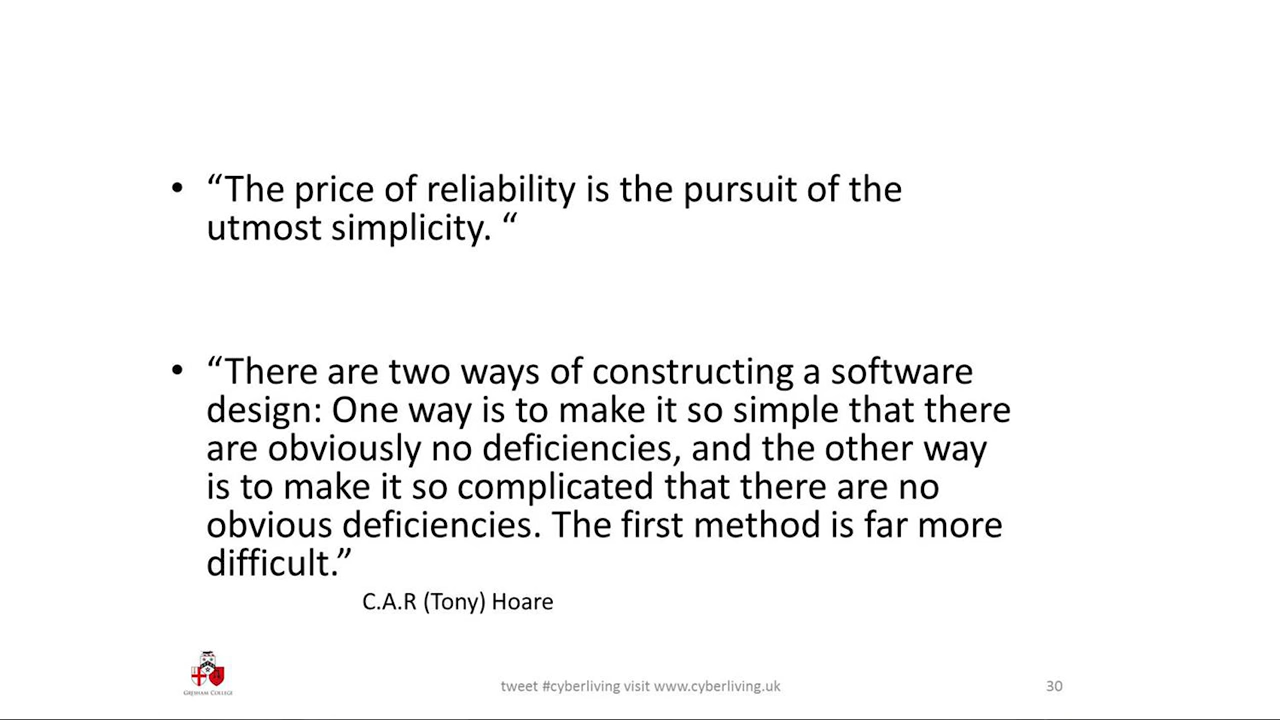 • “The price of reliability is the pursuit of the
utmost simplicity. “
• “There are two ways of constructing a software
design: One way is to make it so simple that there
are obviously no deficiencies, and the other way
is to make it so complicated that there are no
obvious deficiencies. The first method is far more
difficult.”
C.A.R (Tony) Hoare
GRESHAM COLLEGE
tweet #cyberliving visit www.cyberliving.uk
30